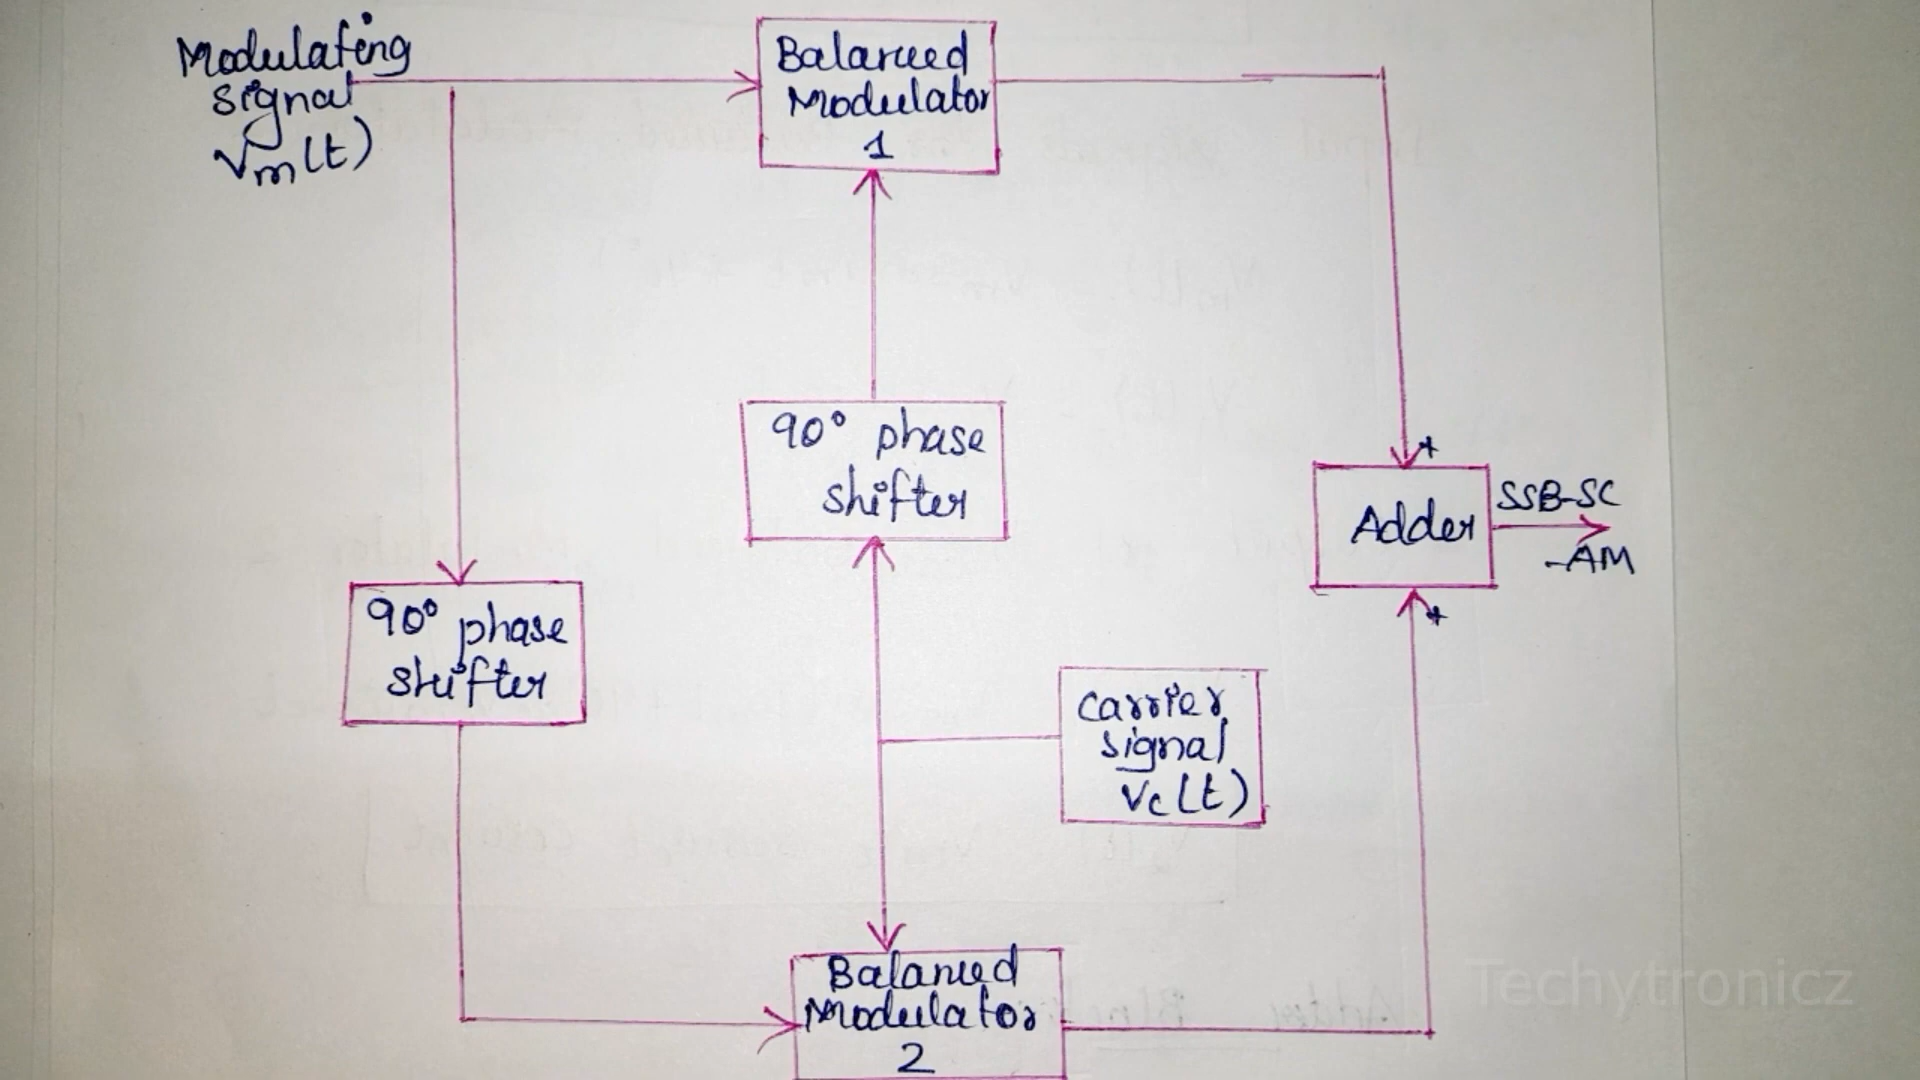 Modulating
signal
Vm(t)
Balanced
Modulator
1
90° phase
shifter
90° phase
shifter
Carrier
signal
Vc(t)
Balanced
Modulator
2
+
Adder
+
SSB-SC
-AM
Techytronicz